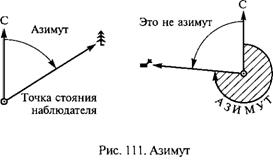 С
Азимут
Точка стояния
наблюдателя
Это не азимут
С
АЗИМУТ
Рис. 111. Азимут